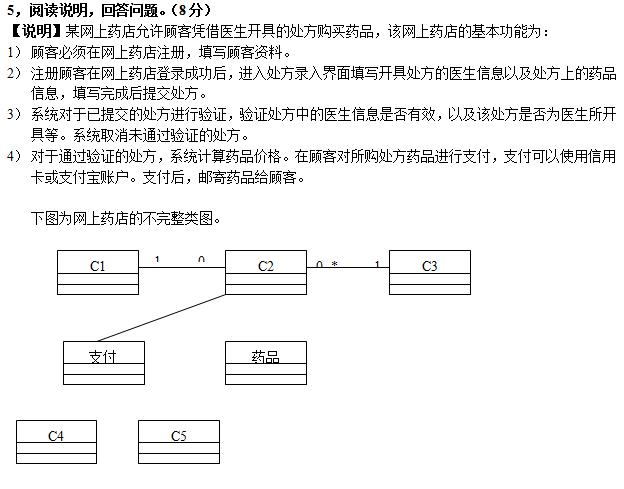 5，阅读说明，回答问题。（8分）
【说明】某网上药店允许顾客凭借医生开具的处方购买药品，该网上药店的基本功能为：
1） 顾客必须在网上药店注册，填写顾客资料。
2） 注册顾客在网上药店登录成功后，进入处方录入界面填写开具处方的医生信息以及处方上的药品
信息，填写完成后提交处方。
3） 系统对于已提交的处方进行验证，验证处方中的医生信息是否有效，以及该处方是否为医生所开
具等。系统取消未通过验证的处方。
4） 对于通过验证的处方，系统计算药品价格。在顾客对所购处方药品进行支付，支付可以使用信用
卡或支付宝账户。支付后，邮寄药品给顾客。
下图为网上药店的不完整类图。
C1 1 0 C2 0 * 1 C3
支付 药品
C4 C5